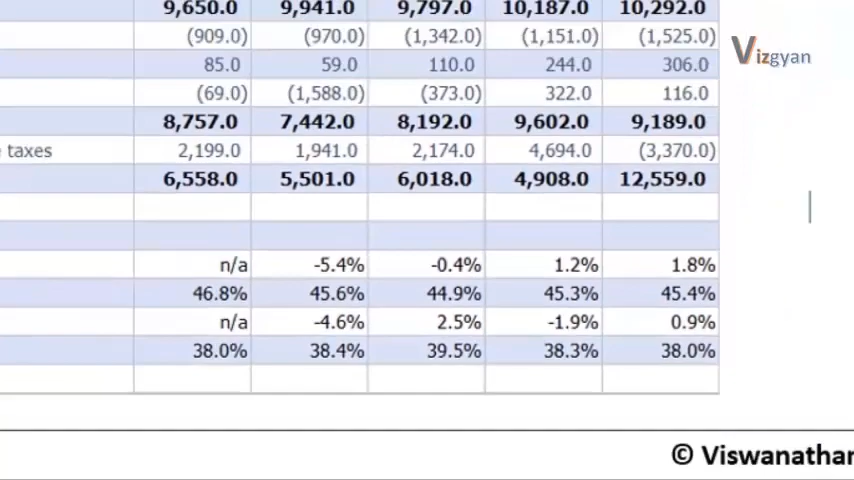 9,650.0 9,941.0 9,797.0 10,187.0 10,292.0
(909.0) (970.0) (1,342.0) (1,151.0) (1,525.0)
85.0 59.0 110.0 244.0 306.0
(69.0) (1,588.0) (373.0) 322.0 116.0
8,757.0 7,442.0 8,192.0 9,602.0 9,189.0
taxes 2,199.0 1,941.0 2,174.0 4,694.0 (3,370.0)
6,558.0 5,501.0 6,018.0 4,908.0 12,559.0
n/a -5.4% -0.4% 1.2% 1.8%
46.8% 45.6% 44.9% 45.3% 45.4%
n/a -4.6% 2.5% -1.9% 0.9%
38.0% 38.4% 39.5% 38.3% 38.0%
Vizgyan
© Viswanathan